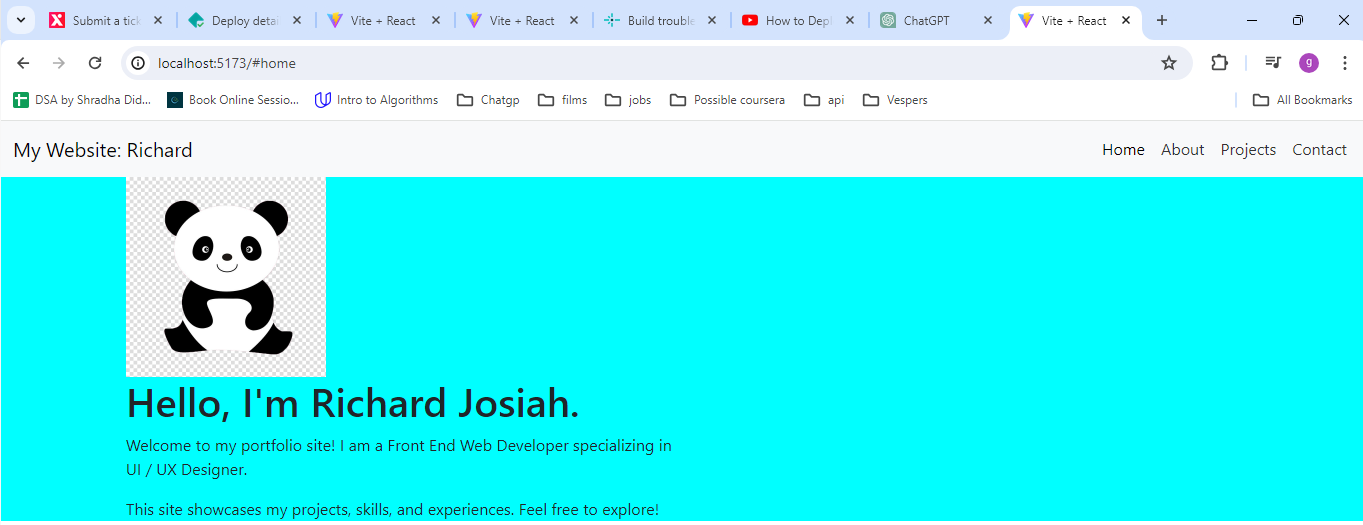 Submit a tick
Deploy detai
Vite + React
Vite + React
Build trouble
How to Depl
ChatGPT
Vite + React
localhost:5173/#home
g
DSA by Shradha Did...
Book Online Sessio...
Intro to Algorithms
Chatgp
films
jobs
Possible coursera
api
Vespers
All Bookmarks
My Website: Richard
Home
About
Projects
Contact
Hello, I'm Richard Josiah.
Welcome to my portfolio site! I am a Front End Web Developer specializing in
UI / UX Designer.
This site showcases my projects, skills, and experiences. Feel free to explore!